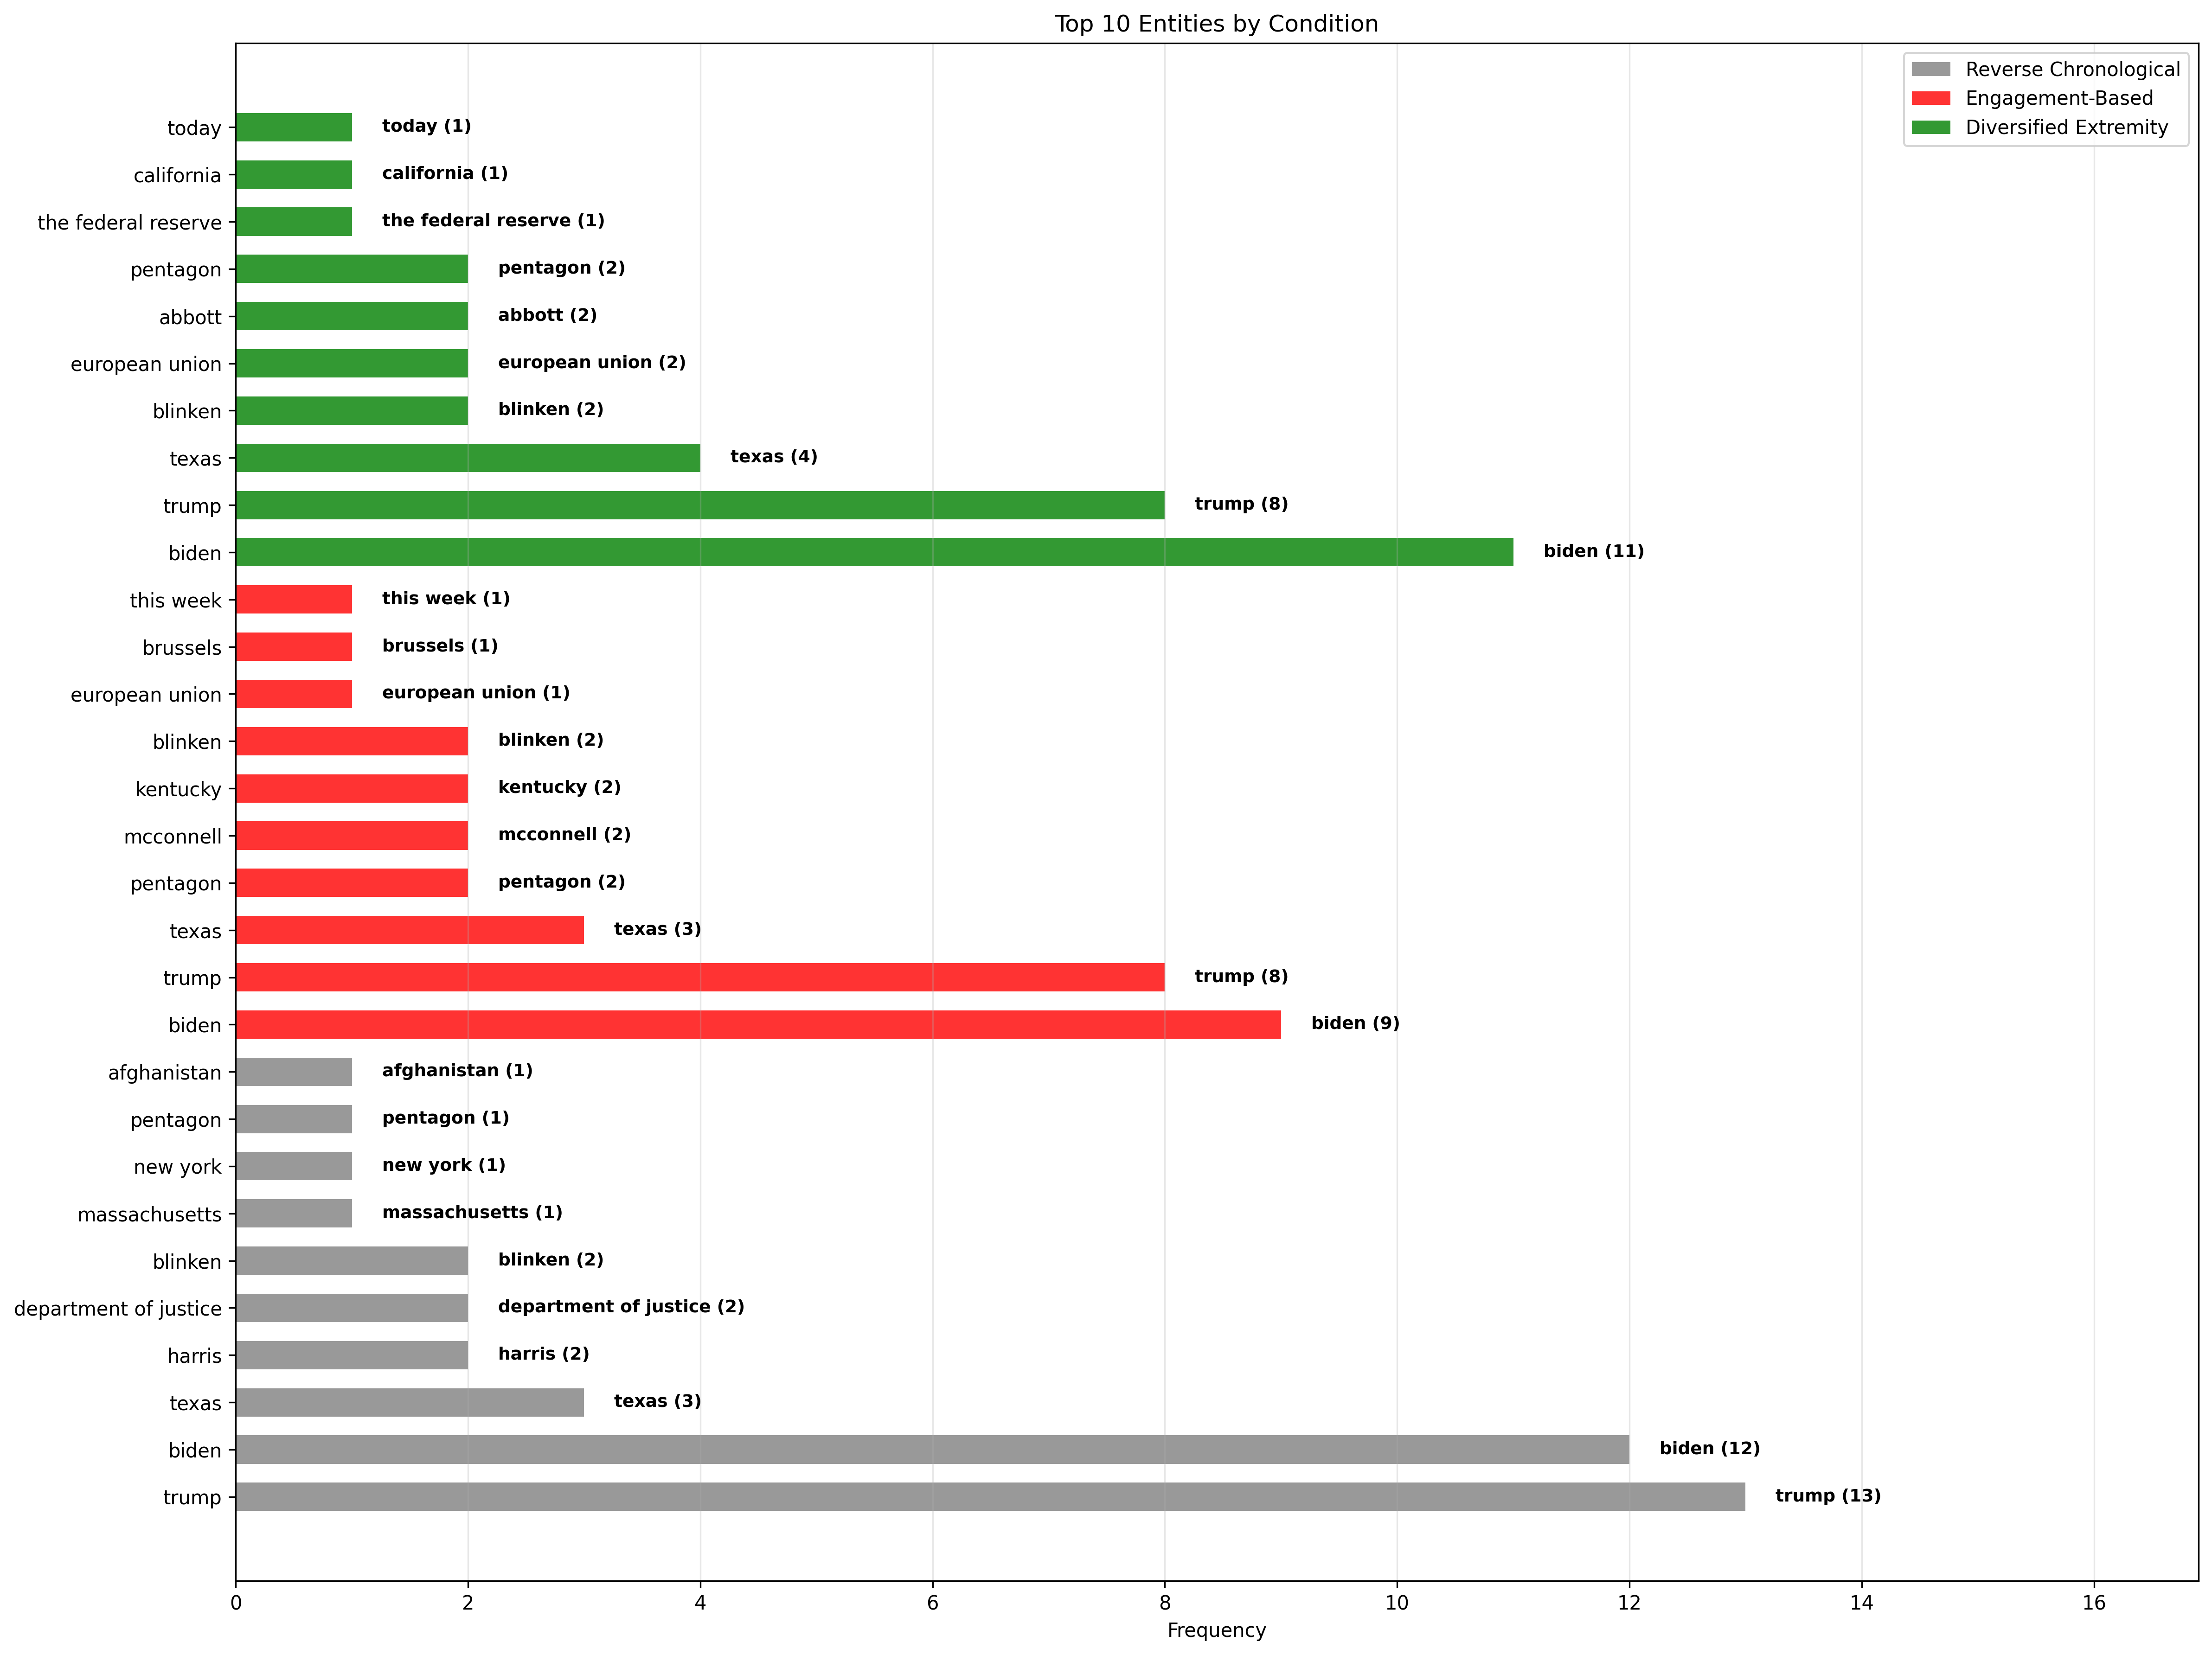 Top 10 Entities by Condition
Reverse Chronological
Engagement-Based
Diversified Extremity
today today (1)
california california (1)
the federal reserve the federal reserve (1)
pentagon pentagon (2)
abbott abbott (2)
european union european union (2)
blinken blinken (2)
texas texas (4)
trump trump (8)
biden biden (11)
this week this week (1)
brussels brussels (1)
european union european union (1)
blinken blinken (2)
kentucky kentucky (2)
mcconnell mcconnell (2)
pentagon pentagon (2)
texas texas (3)
trump trump (8)
biden biden (9)
afghanistan afghanistan (1)
pentagon pentagon (1)
new york new york (1)
massachusetts massachusetts (1)
blinken blinken (2)
department of justice department of justice (2)
harris harris (2)
texas texas (3)
biden biden (12)
trump trump (13)
0 2 4 6 8 10 12 14 16
Frequency